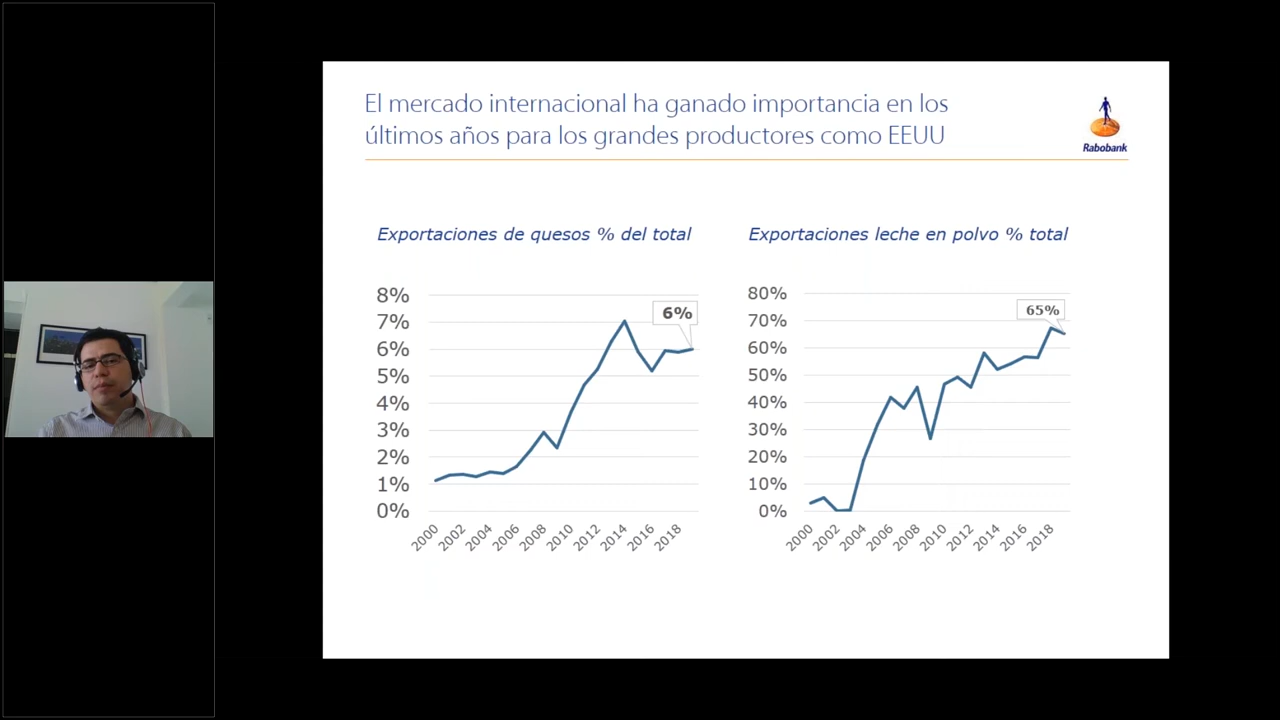 El mercado internacional ha ganado importancia en los
últimos años para los grandes productores como EEUU
Rabobank
Exportaciones de quesos % del total
8%
7%
6%
5%
4%
3%
2%
1%
0%
6%
2000 2002 2004 2006 2008 2010 2012 2014 2016 2018
Exportaciones leche en polvo % total
80%
70%
60%
50%
40%
30%
20%
10%
0%
65%
2000 2002 2004 2006 2008 2010 2012 2014 2016 2018